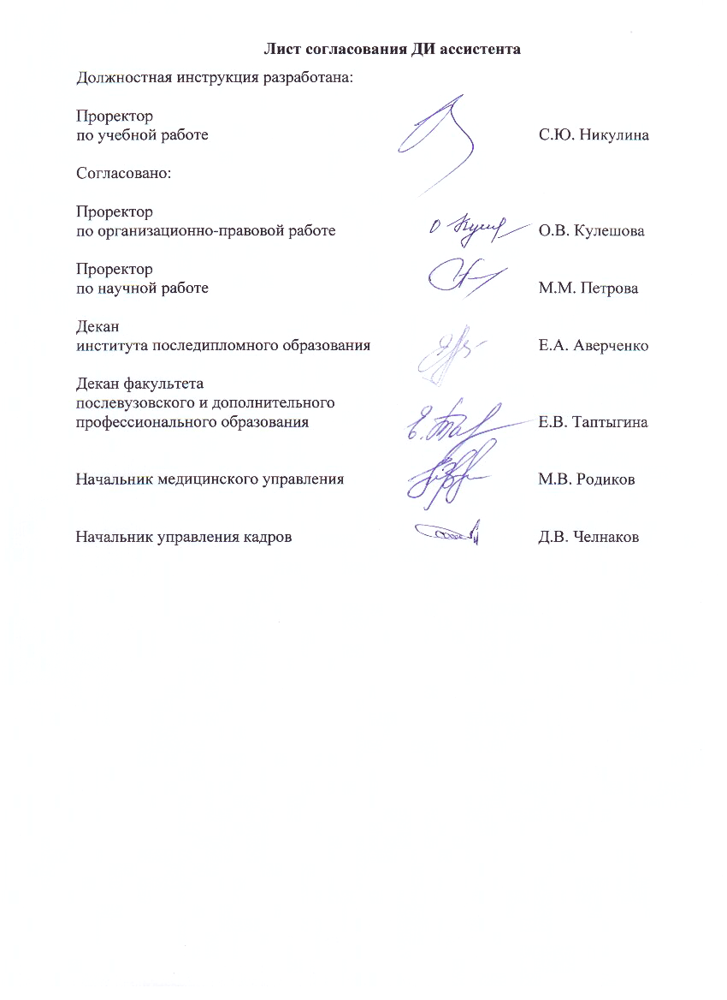 Лист согласования ДИ ассистента
Должностная инструкция разработана:
Проректор
по учебной работе С.Ю. Никулина
Согласовано:
Проректор
по организационно-правовой работе О.В. Кулешова
Проректор
по научной работе М.М. Петрова
Декан
института последипломного образования Е.А. Аверченко
Декан факультета
послевузовского и дополнительного
профессионального образования Е.В. Таптыгина
Начальник медицинского управления М.В. Родиков
Начальник управления кадров Д.В. Челнаков